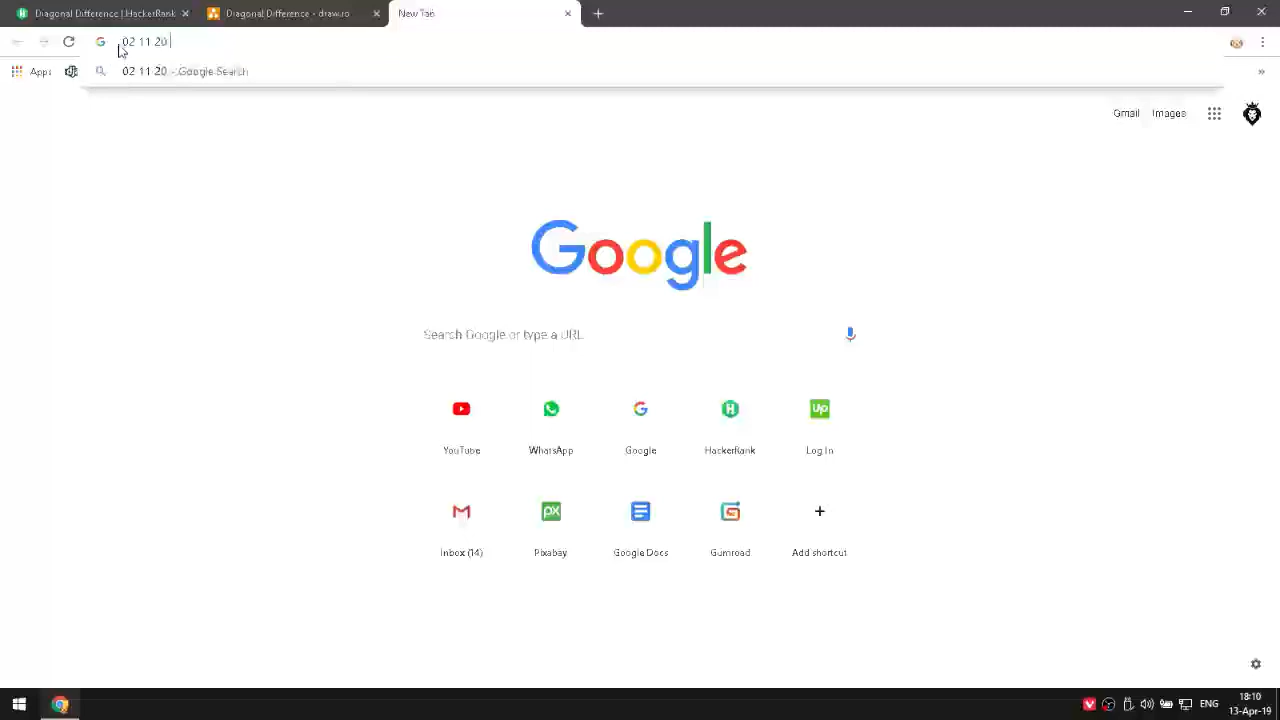 Diagonal Difference | HackerRank
Diagonal Difference - draw.io
New Tab
02 11 20
Apps
02 11 20 - Google Search
»
Gmail Images
Google
Search Google or type a URL
YouTube WhatsApp Google HackerRank Log In
Inbox (14) Pixabay Google Docs Gumroad Add shortcut
ENG
18:10
13-Apr-19